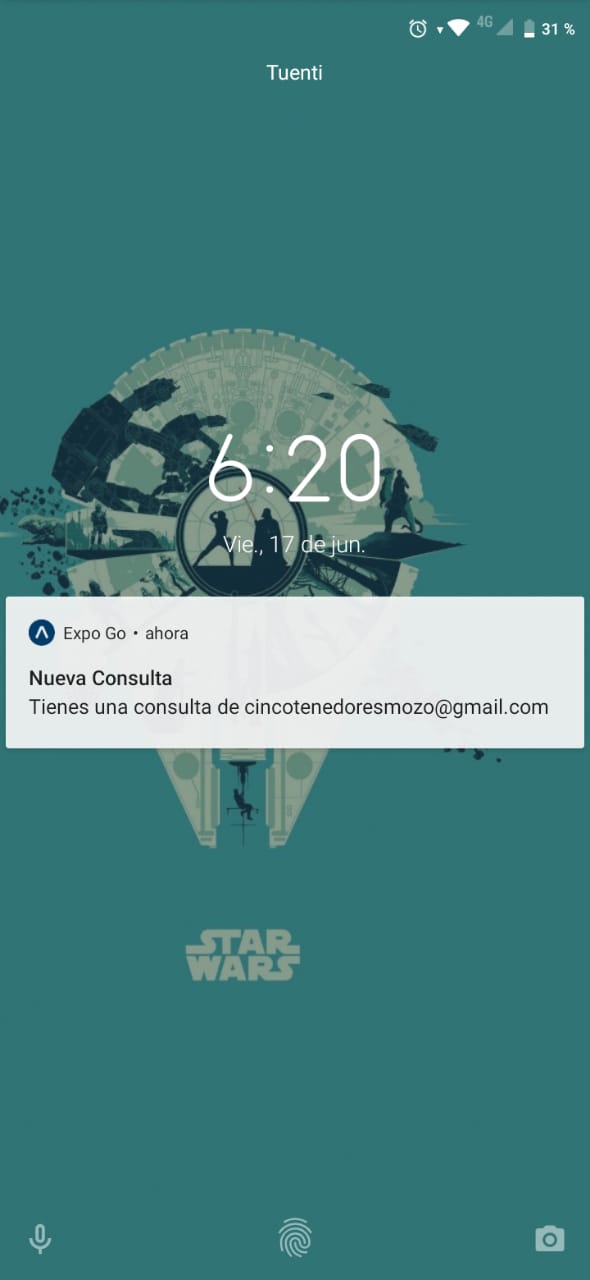 4G 31 %
Tuenti
6:20
Vie., 17 de jun.
Expo Go • ahora
Nueva Consulta
Tienes una consulta de cincotenedoresmozo@gmail.com
STAR
WARS